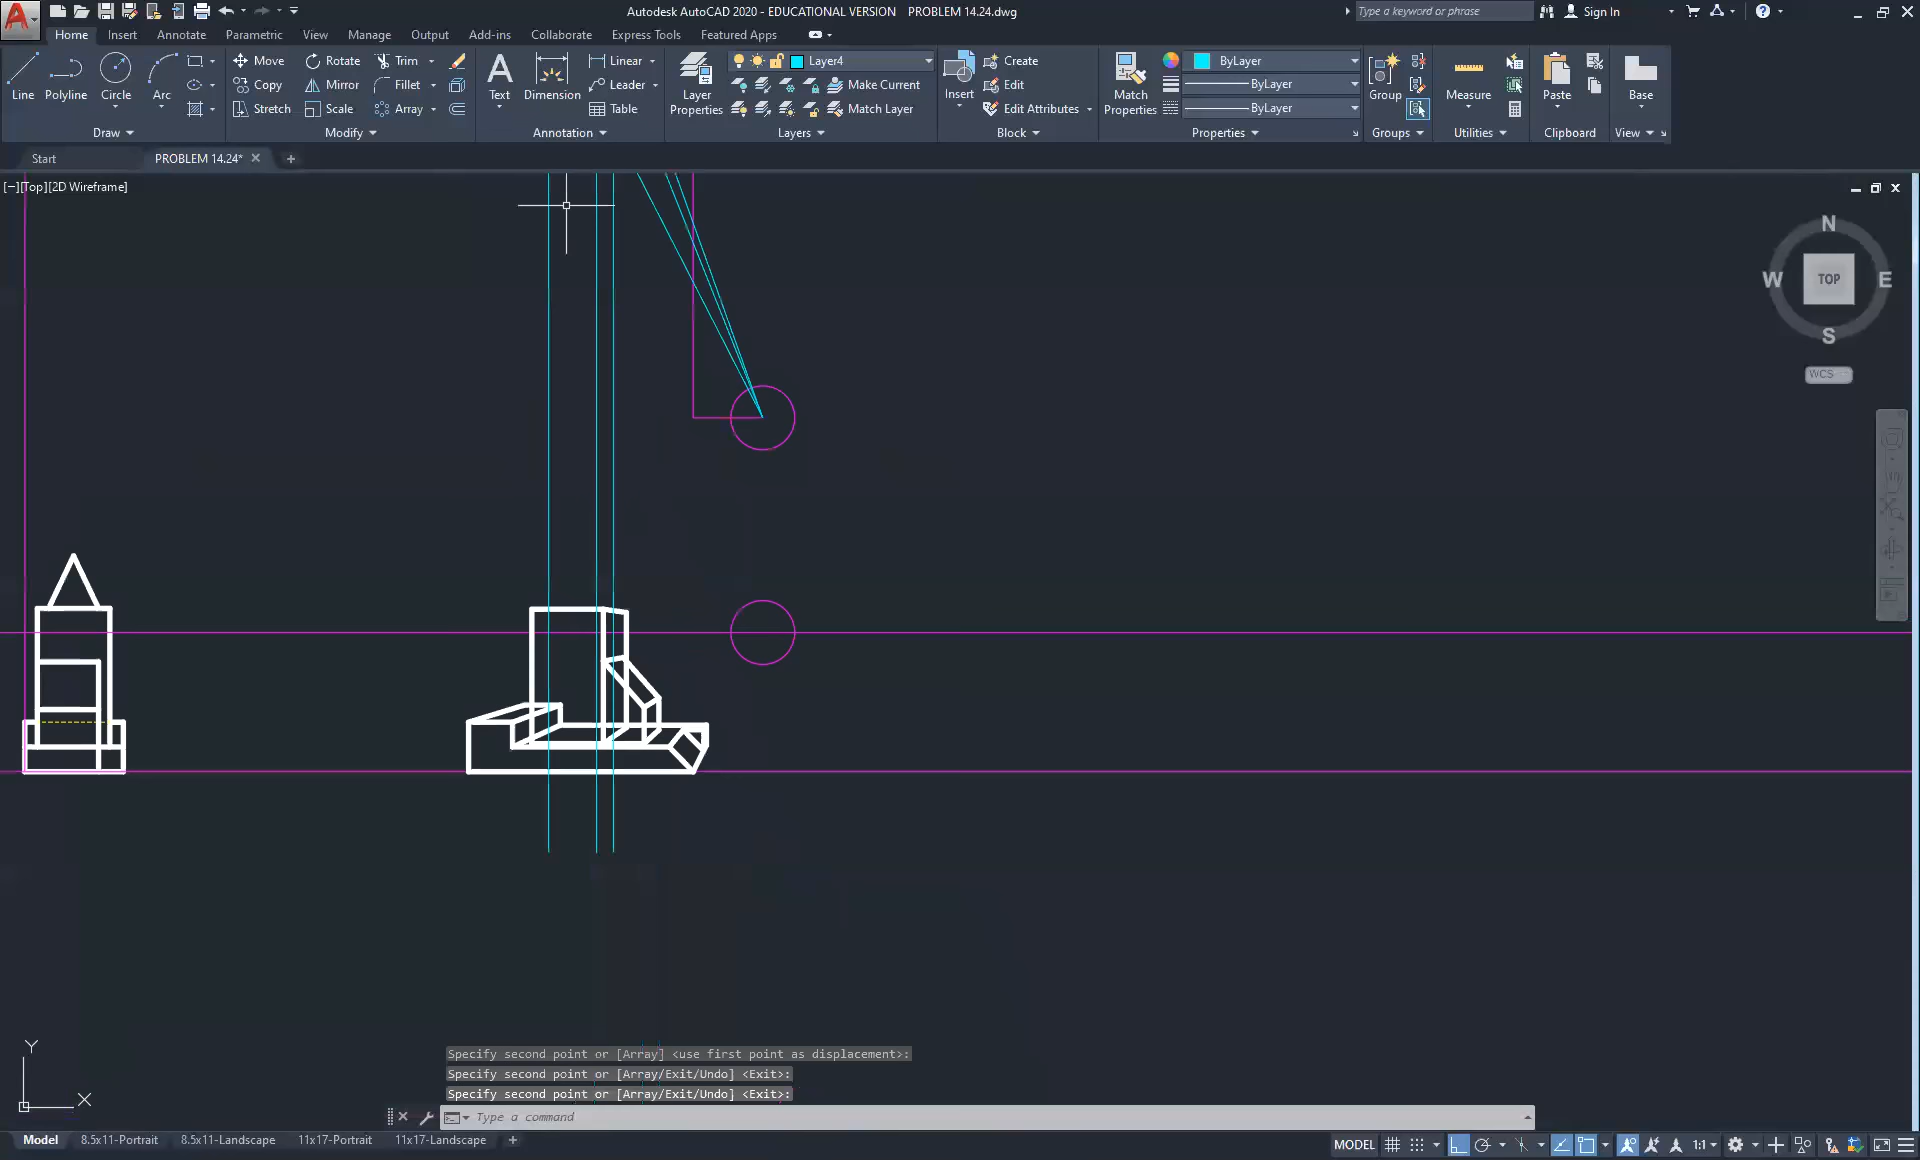 Autodesk AutoCAD 2020 - EDUCATIONAL VERSION PROBLEM 14.24.dwg
Type a keyword or phrase
Sign In
Home Insert Annotate Parametric View Manage Output Add-ins Collaborate Express Tools Featured Apps
Line Polyline Circle Arc
Move Rotate Trim
Copy Mirror Fillet
Stretch Scale Array
Text Dimension
Linear
Leader
Table
Layer Properties
Layer4
Make Current
Match Layer
Insert
Create
Edit
Edit Attributes
Match Properties
ByLayer
ByLayer
ByLayer
Group
Measure
Paste
Base
Draw Modify Annotation Layers Block Properties Groups Utilities Clipboard View
Start PROBLEM 14.24*
[−][Top][2D Wireframe]
N
W TOP E
S
WCS
Y
X
Specify second point or [Array] <use first point as displacement>:
Specify second point or [Array/Exit/Undo] <Exit>:
Specify second point or [Array/Exit/Undo] <Exit>:
Type a command
Model 8.5x11-Portrait 8.5x11-Landscape 11x17-Portrait 11x17-Landscape
MODEL
1:1